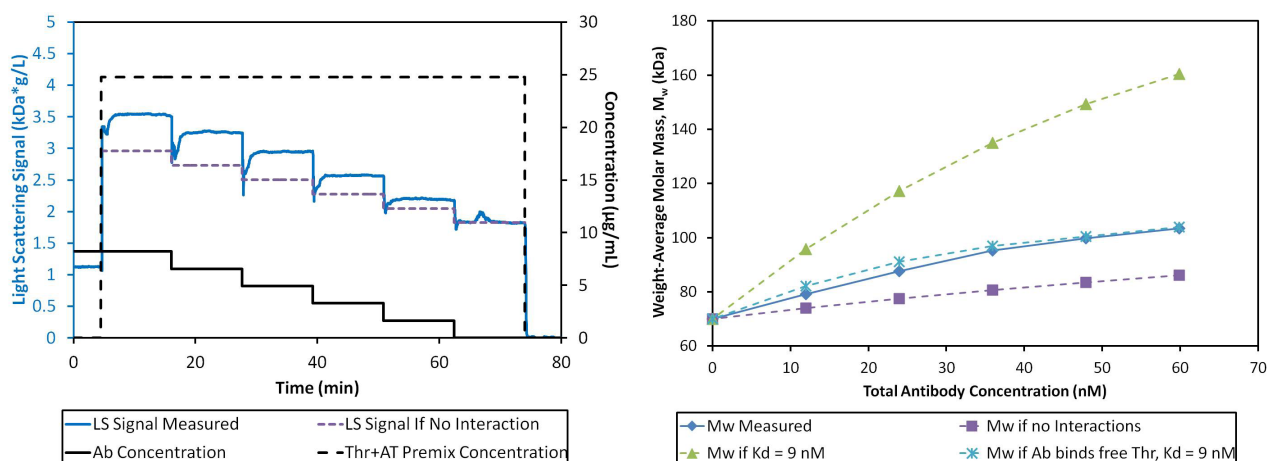 5
4.5
4
3.5
3
2.5
2
1.5
1
0.5
0
Light Scattering Signal (kDa*g/L)
30
25
20
15
10
5
0
Concentration (µg/mL)
0 20 40 60 80
Time (min)
LS Signal Measured LS Signal If No Interaction
Ab Concentration Thr+AT Premix Concentration
180
160
140
120
100
80
60
Weight-Average Molar Mass, Mw (kDa)
0 10 20 30 40 50 60 70
Total Antibody Concentration (nM)
Mw Measured Mw if no Interactions
Mw if Kd = 9 nM Mw if Ab binds free Thr, Kd = 9 nM